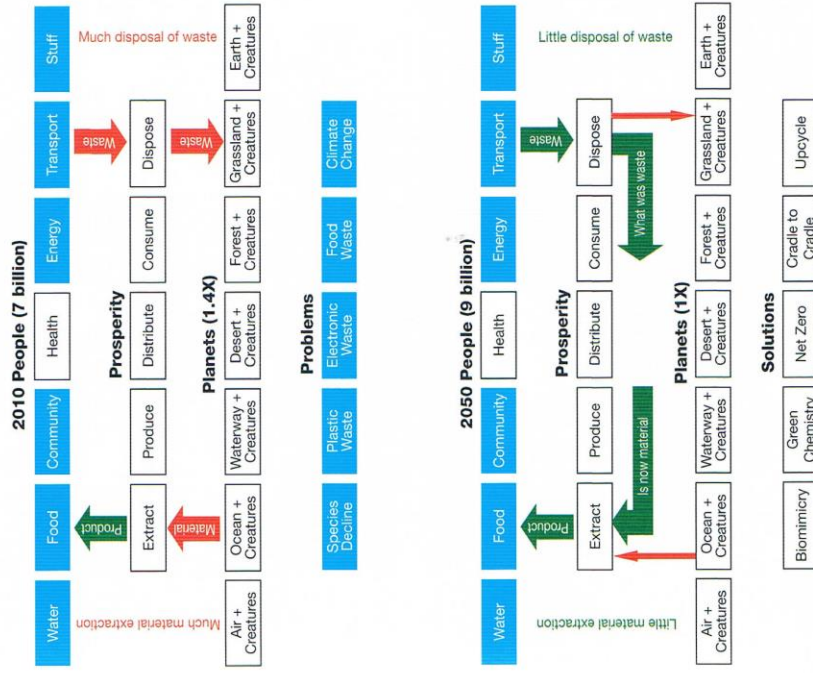 2010 People (7 billion)
Water
Food
Community
Health
Energy
Transport
Stuff
Much material extraction
Product
Waste
Much disposal of waste
Prosperity
Extract
Produce
Distribute
Consume
Dispose
Material
Waste
Planets (1.4X)
Air +
Creatures
Ocean +
Creatures
Waterway +
Creatures
Desert +
Creatures
Forest +
Creatures
Grassland +
Creatures
Earth +
Creatures
Problems
Species
Decline
Plastic
Waste
Electronic
Waste
Food
Waste
Climate
Change
2050 People (9 billion)
Water
Food
Community
Health
Energy
Transport
Stuff
Little material extraction
Product
Waste
Little disposal of waste
Prosperity
Extract
Produce
Distribute
Consume
Dispose
Is now material
What was waste
Planets (1X)
Air +
Creatures
Ocean +
Creatures
Waterway +
Creatures
Desert +
Creatures
Forest +
Creatures
Grassland +
Creatures
Earth +
Creatures
Solutions
Biomimicry
Green
Chemistry
Net Zero
Cradle to
Cradle
Upcycle